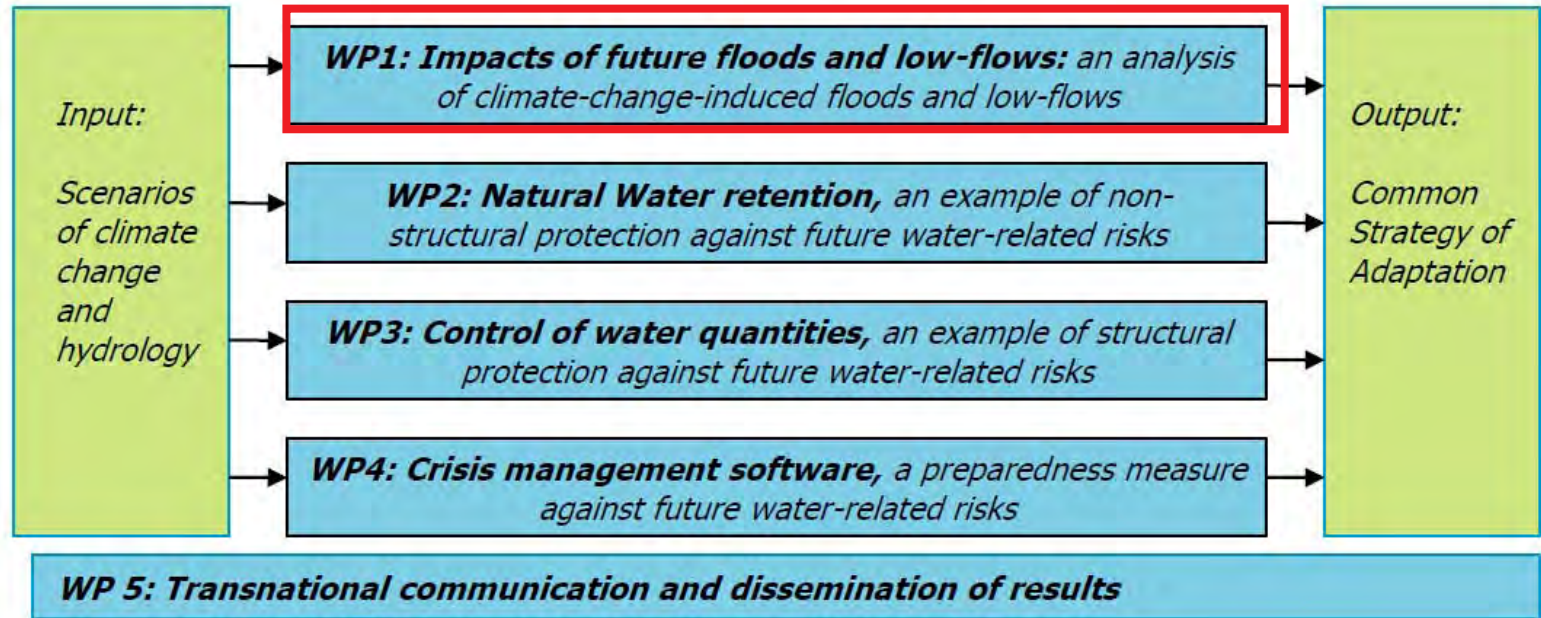 Input:
Scenarios
of climate
change
and
hydrology
WP1: Impacts of future floods and low-flows: an analysis
of climate-change-induced floods and low-flows
WP2: Natural Water retention, an example of non-
structural protection against future water-related risks
WP3: Control of water quantities, an example of structural
protection against future water-related risks
WP4: Crisis management software, a preparedness measure
against future water-related risks
Output:
Common
Strategy of
Adaptation
WP 5: Transnational communication and dissemination of results